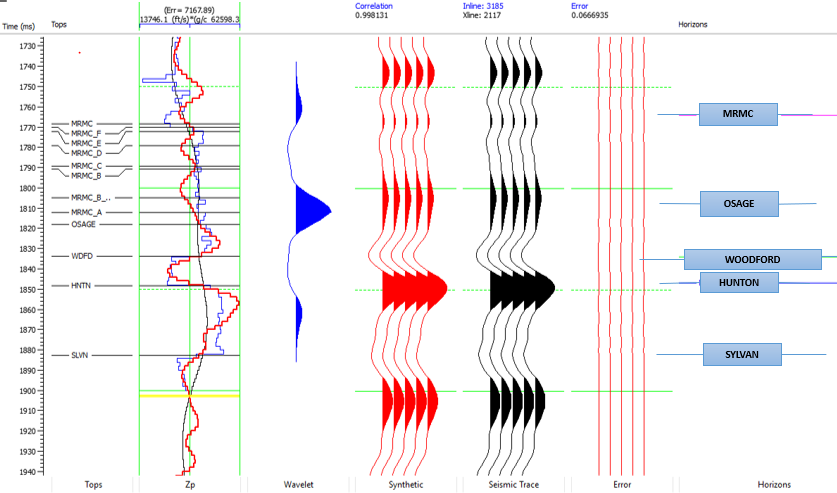 (Err = 7167.89)
13746.1 (ft/s)*(g/c 62598.3
Correlation
0.998131
Inline: 3185
Xline: 2117
Error
0.0666935
Time (ms)
Tops
Horizons
1730
1740
1750
1760
1770
1780
1790
1800
1810
1820
1830
1840
1850
1860
1870
1880
1890
1900
1910
1920
1930
1940
MRMC
MRMC_F
MRMC_E
MRMC_D
MRMC_C
MRMC_B
MRMC_B_..
MRMC_A
OSAGE
WDFD
HNTN
SLVN
MRMC
OSAGE
WOODFORD
HUNTON
SYLVAN
Tops
Zp
Wavelet
Synthetic
Seismic Trace
Error
Horizons